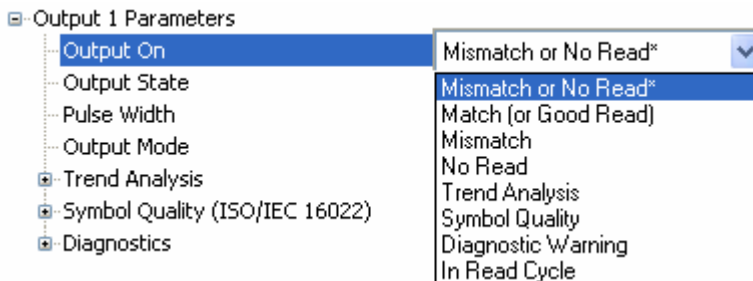 Output 1 Parameters
Output On
Mismatch or No Read*
Output State
Pulse Width
Output Mode
Trend Analysis
Symbol Quality (ISO/IEC 16022)
Diagnostics
Mismatch or No Read*
Match (or Good Read)
Mismatch
No Read
Trend Analysis
Symbol Quality
Diagnostic Warning
In Read Cycle